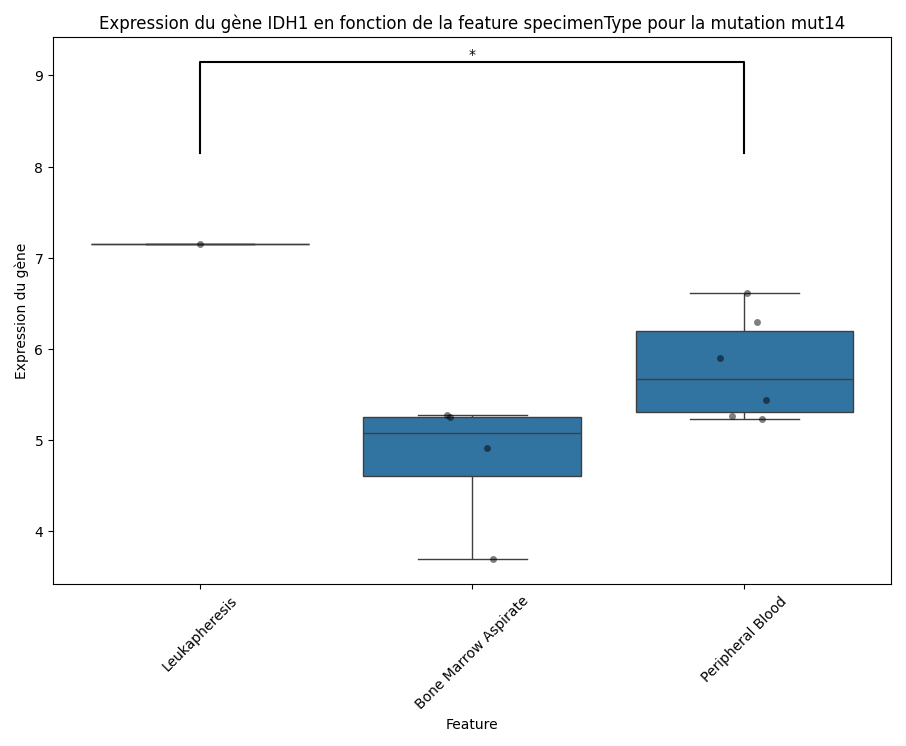 Expression du gène IDH1 en fonction de la feature specimenType pour la mutation mut14
*
9
8
7
6
5
4
Expression du gène
Leukapheresis
Bone Marrow Aspirate
Peripheral Blood
Feature